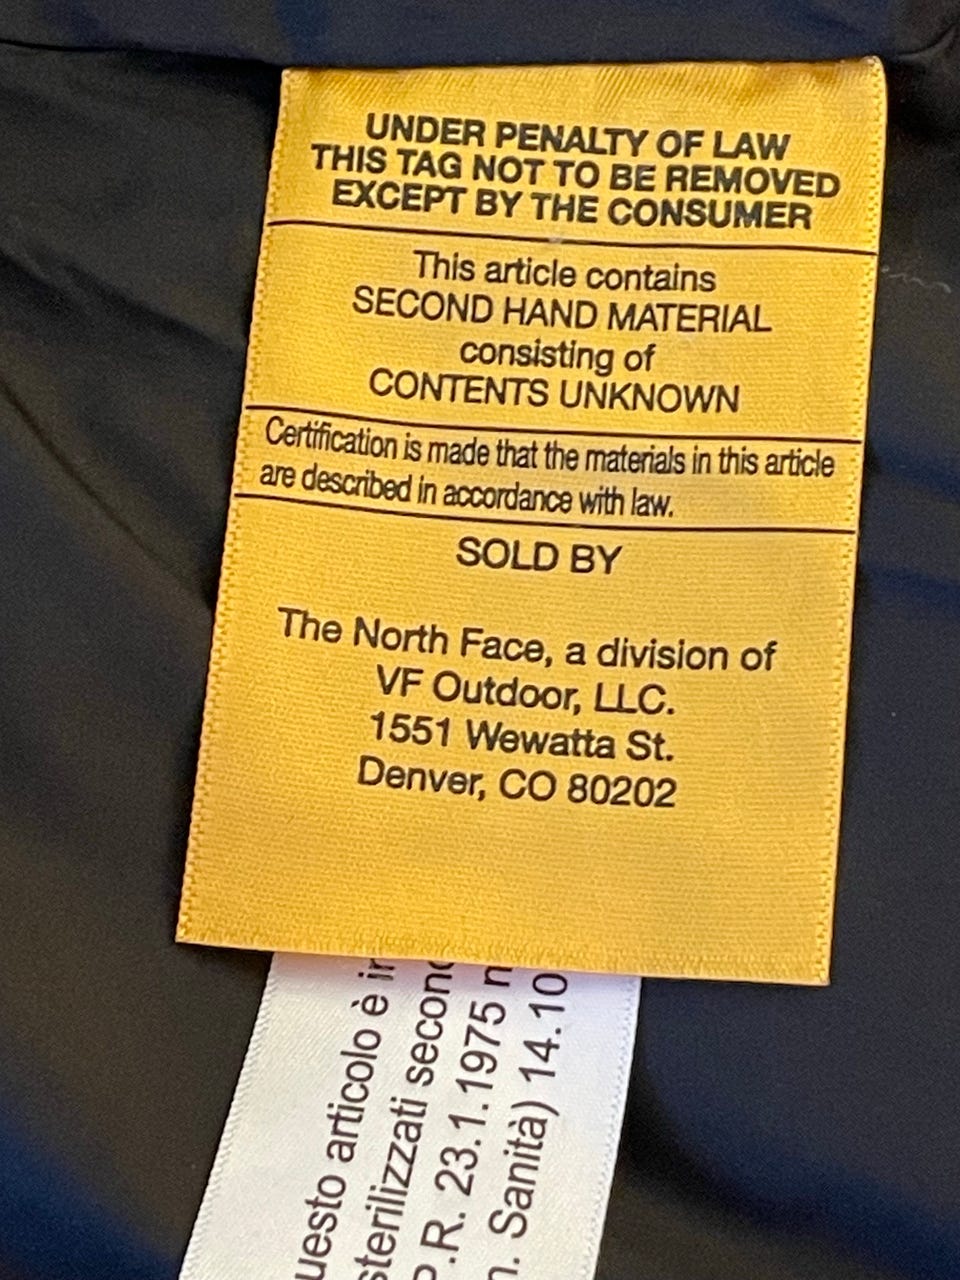 UNDER PENALTY OF LAW
THIS TAG NOT TO BE REMOVED
EXCEPT BY THE CONSUMER
This article contains
SECOND HAND MATERIAL
consisting of
CONTENTS UNKNOWN
Certification is made that the materials in this article
are described in accordance with law.
SOLD BY
The North Face, a division of
VF Outdoor, LLC.
1551 Wewatta St.
Denver, CO 80202
uesto articolo è
sterilizzati
P.R. 23.1.1975
Sanità) 14.10